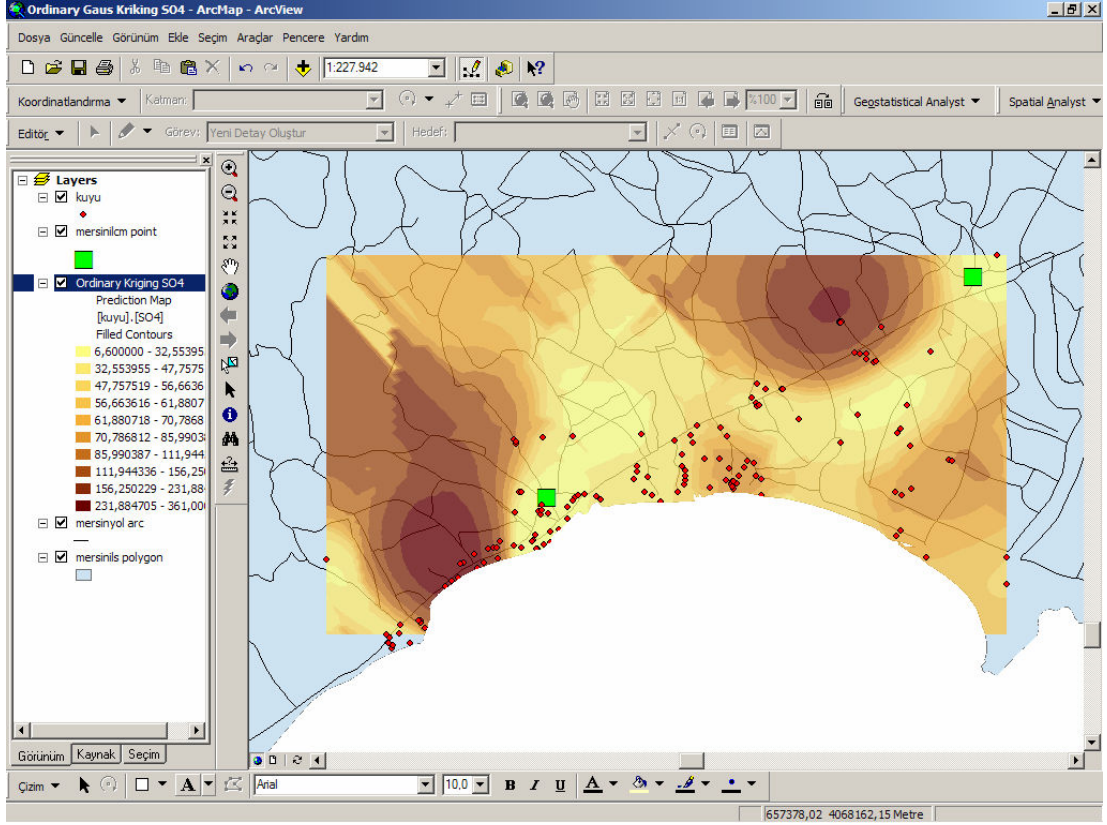 Ordinary Gaus Kriking SO4 - ArcMap - ArcView
Dosya Güncelle Görünüm Ekle Seçim Araçlar Pencere Yardım
1:227.942
Koordinatlandırma Katman: %100 Geostatistical Analyst Spatial Analyst
Editör Görev: Yeni Detay Oluştur Hedef:
Layers
kuyu
mersinilcm point
Ordinary Kriging SO4
Prediction Map
[kuyu].[SO4]
Filled Contours
6,600000 - 32,55395
32,553955 - 47,7575
47,757519 - 56,6636
56,663616 - 61,8807
61,880718 - 70,7868
70,786812 - 85,9903
85,990387 - 111,944
111,944336 - 156,250
156,250229 - 231,88
231,884705 - 361,00
mersinyol arc
mersinils polygon
Görünüm Kaynak Seçim
Çizim A Arial 10,0 B I U A
657378,02 4068162,15 Metre